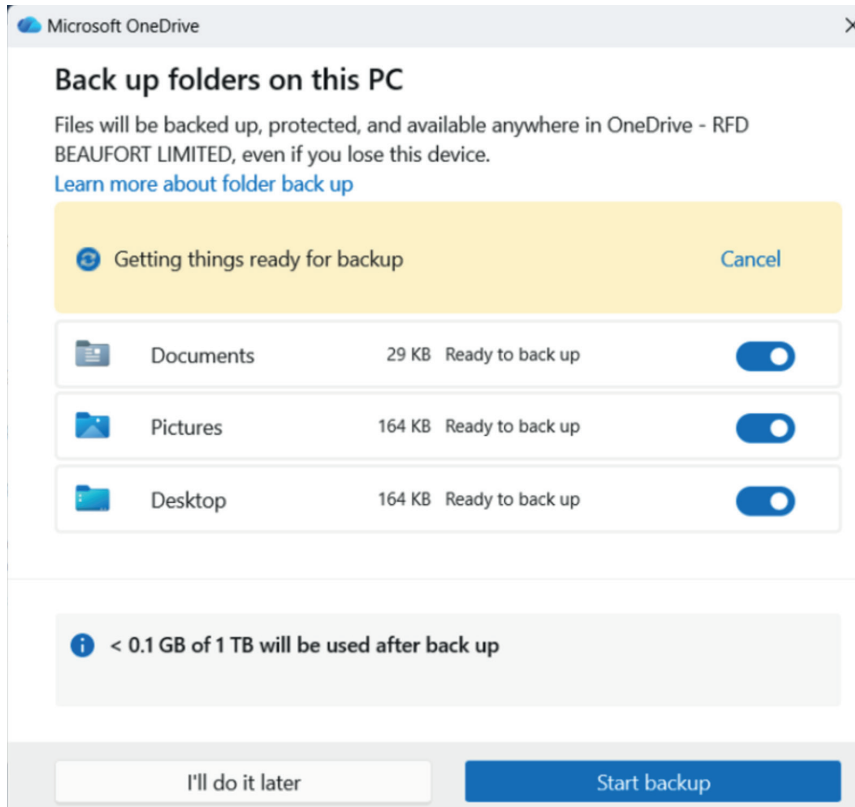 Microsoft OneDrive
Back up folders on this PC
Files will be backed up, protected, and available anywhere in OneDrive - RFD
BEAUFORT LIMITED, even if you lose this device.
Learn more about folder back up
Getting things ready for backup Cancel
Documents 29 KB Ready to back up
Pictures 164 KB Ready to back up
Desktop 164 KB Ready to back up
< 0.1 GB of 1 TB will be used after back up
I'll do it later Start backup